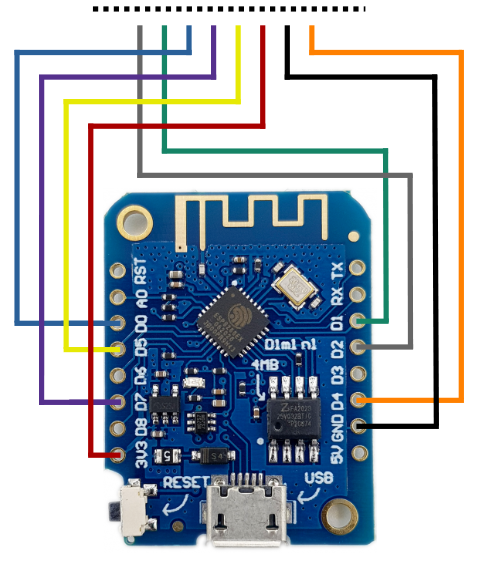 RST
A0
D0
D5
D6
D7
D8
3V3
TX
RX
D1
D2
D3
D4
GND
5V
D1mini
4MB
RESET
USB